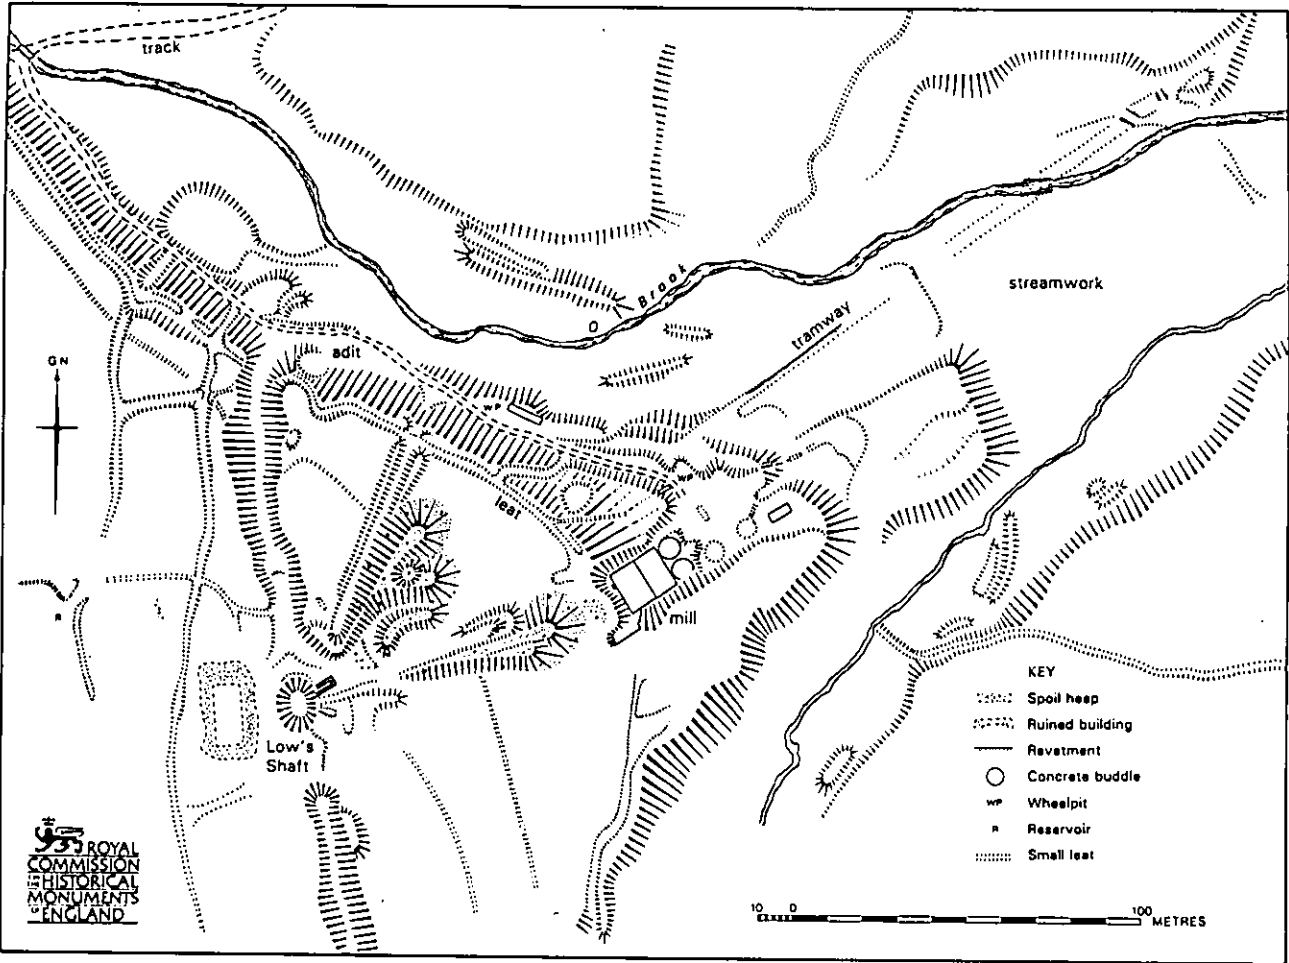 track
GN
adit
WP
O Brook
tramway
streamwork
leat
WP
R
mill
Low's
Shaft
KEY
Spoil heap
Ruined building
Revetment
Concrete buddle
WP Wheelpit
R Reservoir
Small leat
10 0 100
METRES
ROYAL
COMMISSION
HISTORICAL
MONUMENTS
OF ENGLAND